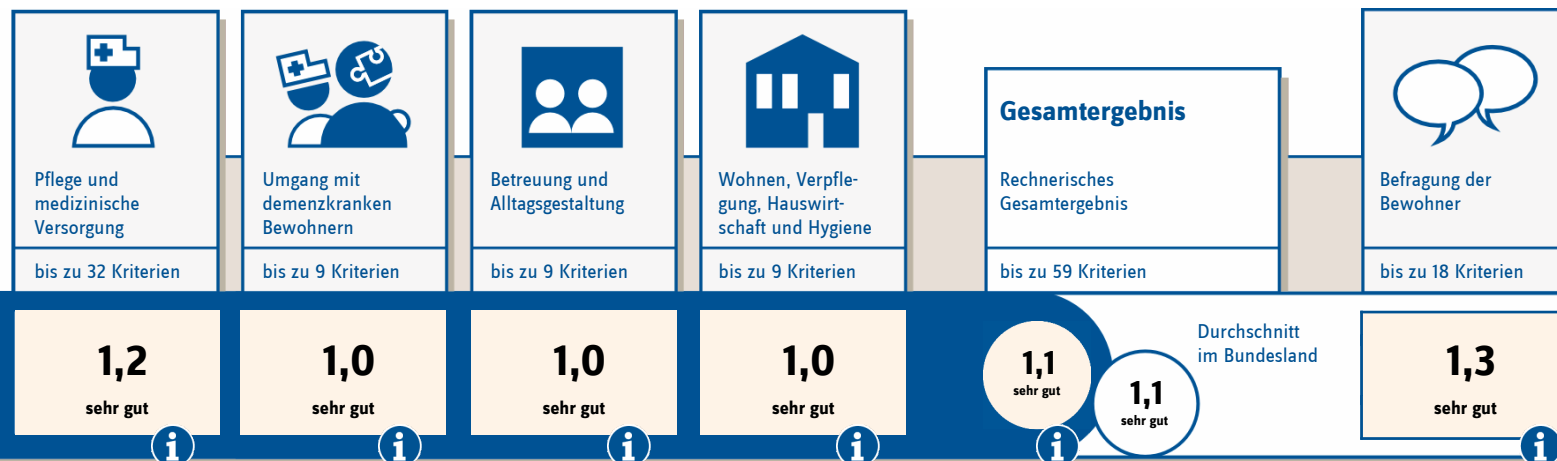 Pflege und
medizinische
Versorgung
bis zu 32 Kriterien
1,2
sehr gut
i
Umgang mit
demenzkranken
Bewohnern
bis zu 9 Kriterien
1,0
sehr gut
i
Betreuung und
Alltagsgestaltung
bis zu 9 Kriterien
1,0
sehr gut
i
Wohnen, Verpfle-
gung, Hauswirt-
schaft und Hygiene
bis zu 9 Kriterien
1,0
sehr gut
i
Gesamtergebnis
Rechnerisches
Gesamtergebnis
bis zu 59 Kriterien
1,1
sehr gut
i
1,1
sehr gut
Durchschnitt
im Bundesland
Befragung der
Bewohner
bis zu 18 Kriterien
1,3
sehr gut
i